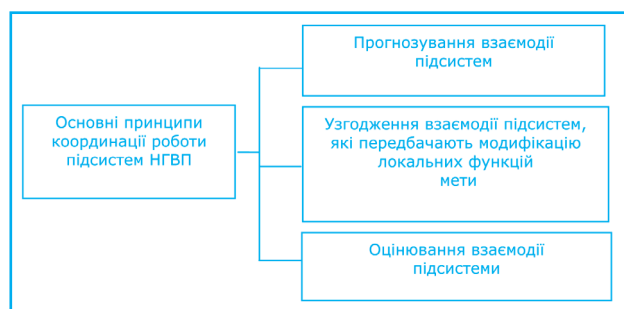 Основні принципи
координації роботи
підсистем НГВП
Прогнозування взаємодії
підсистем
Узгодження взаємодії підсистем,
які передбачають модифікацію
локальних функцій
мети
Оцінювання взаємодії
підсистеми